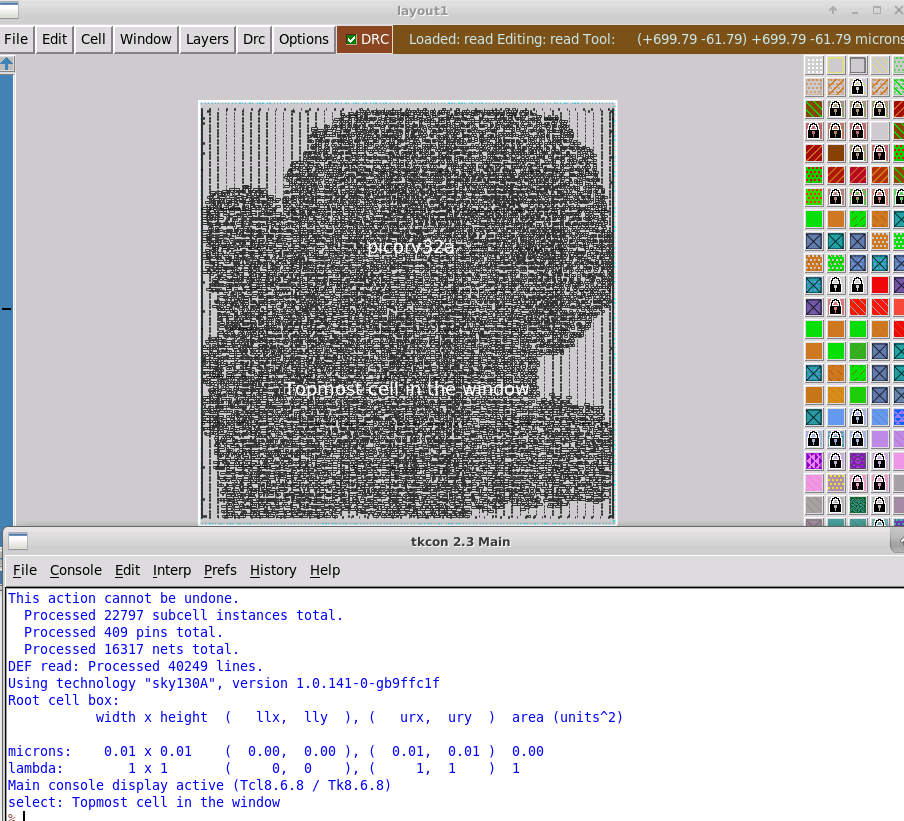 layout1
File Edit Cell Window Layers Drc Options DRC Loaded: read Editing: read Tool: (+699.79 -61.79) +699.79 -61.79 microns
picorv32a
Topmost cell in the window
tkcon 2.3 Main
File Console Edit Interp Prefs History Help
This action cannot be undone.
Processed 22797 subcell instances total.
Processed 409 pins total.
Processed 16317 nets total.
DEF read: Processed 40249 lines.
Using technology "sky130A", version 1.0.141-0-gb9ffc1f
Root cell box:
width x height ( llx, lly ), ( urx, ury ) area (units^2)
microns: 0.01 x 0.01 ( 0.00, 0.00 ), ( 0.01, 0.01 ) 0.00
lambda: 1 x 1 ( 0, 0 ), ( 1, 1 ) 1
Main console display active (Tcl8.6.8 / Tk8.6.8)
select: Topmost cell in the window
%